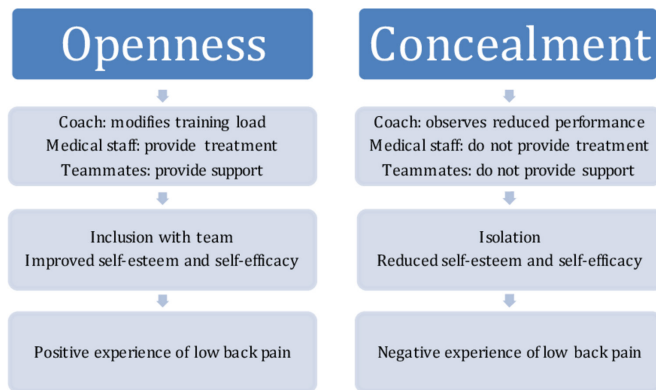 Openness
Coach: modifies training load
Medical staff: provide treatment
Teammates: provide support
Inclusion with team
Improved self-esteem and self-efficacy
Positive experience of low back pain
Concealment
Coach: observes reduced performance
Medical staff: do not provide treatment
Teammates: do not provide support
Isolation
Reduced self-esteem and self-efficacy
Negative experience of low back pain